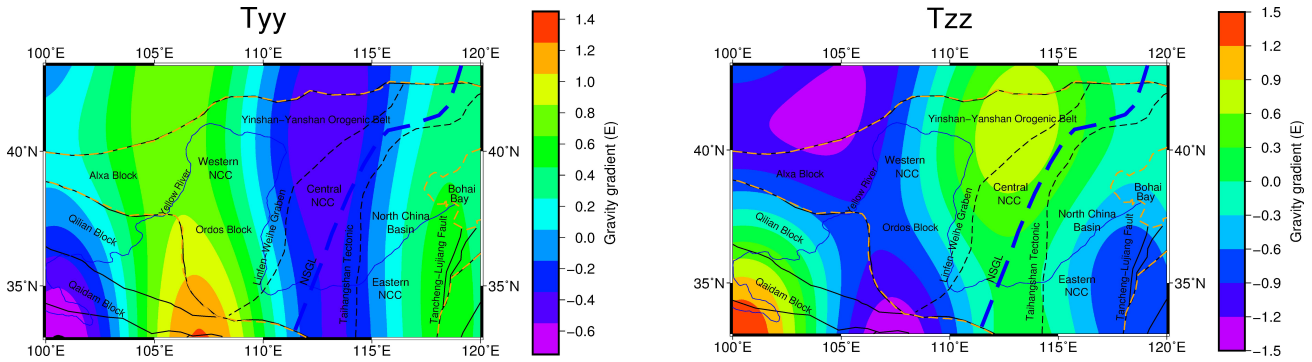 Tyy
100°E 105°E 110°E 115°E 120°E
40°N
35°N
Yinshan−Yanshan Orogenic Belt
Western
NCC
Alxa Block
Yellow River
Central
NCC
Bohai
Bay
Qilian Block
Ordos Block
North China
Basin
Linfen−Weihe Graben
NSGL
Taihangshan Tectonic
Eastern
NCC
Tancheng−Lujiang Fault
Qaidam Block
100°E 105°E 110°E 115°E 120°E
1.4
1.0
0.8
0.6
0.4
0.2
0.0
−0.2
−0.4
−0.6
Gravity gradient (E)
Tzz
100°E 105°E 110°E 115°E 120°E
40°N
35°N
Yinshan−Yanshan Orogenic Belt
Western
NCC
Alxa Block
Yellow River
Central
NCC
Bohai
Bay
Qilian Block
Ordos Block
North China
Basin
Linfen−Weihe Graben
NSGL
Taihangshan Tectonic
Eastern
NCC
Tancheng−Lujiang Fault
Qaidam Block
100°E 105°E 110°E 115°E 120°E
1.5
1.2
0.9
0.6
0.3
0.0
−0.3
−0.6
−0.9
−1.2
−1.5
Gravity gradient (E)